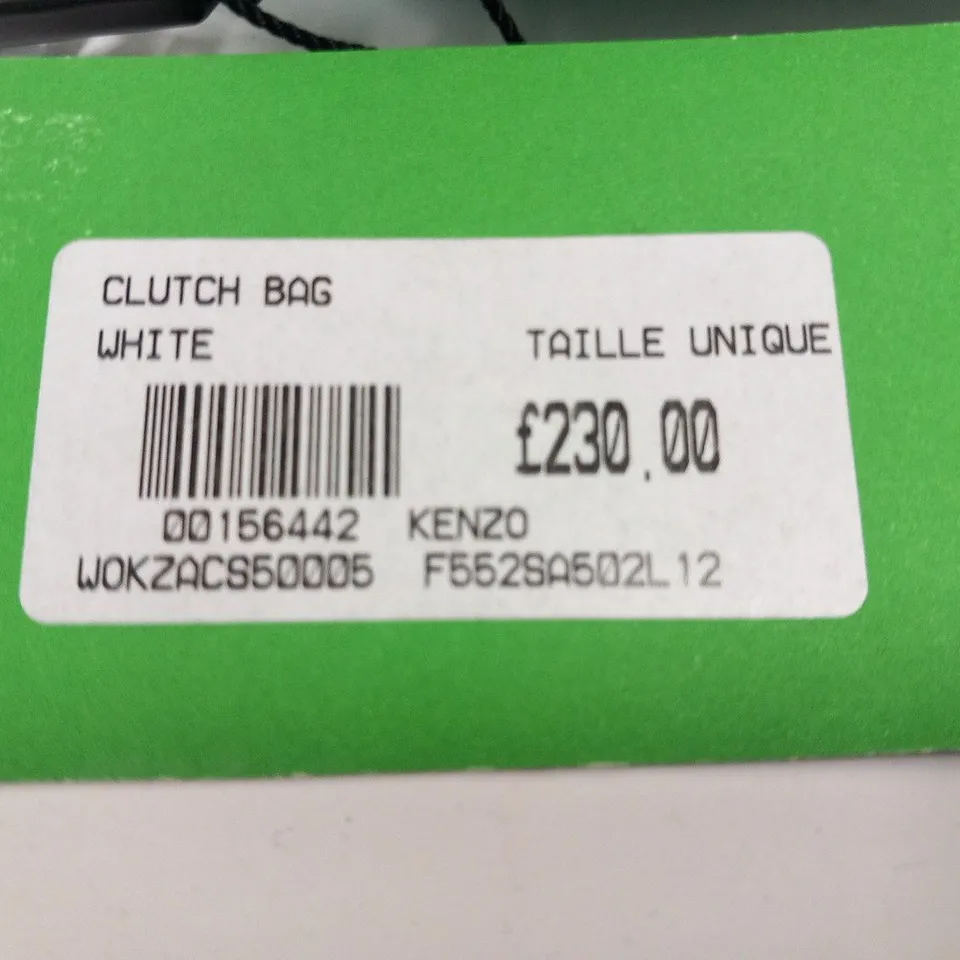 CLUTCH BAG
WHITE TAILLE UNIQUE
£230.00
00156442 KENZO
WOKZACS50005 F552SA502L12